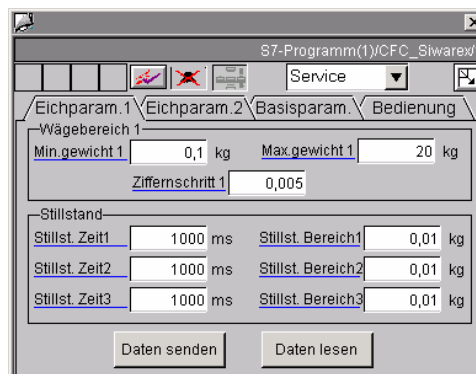 S7-Programm(1)/CFC_Siwarex/
Service
Eichparam.1 Eichparam.2 Basisparam. Bedienung
Wägebereich 1
Min.gewicht 1 0,1 kg Max.gewicht 1 20 kg
Ziffernschritt 1 0,005
Stillstand
Stillst. Zeit1 1000 ms Stillst. Bereich1 0,01 kg
Stillst. Zeit2 1000 ms Stillst. Bereich2 0,01 kg
Stillst. Zeit3 1000 ms Stillst. Bereich3 0,01 kg
Daten senden Daten lesen